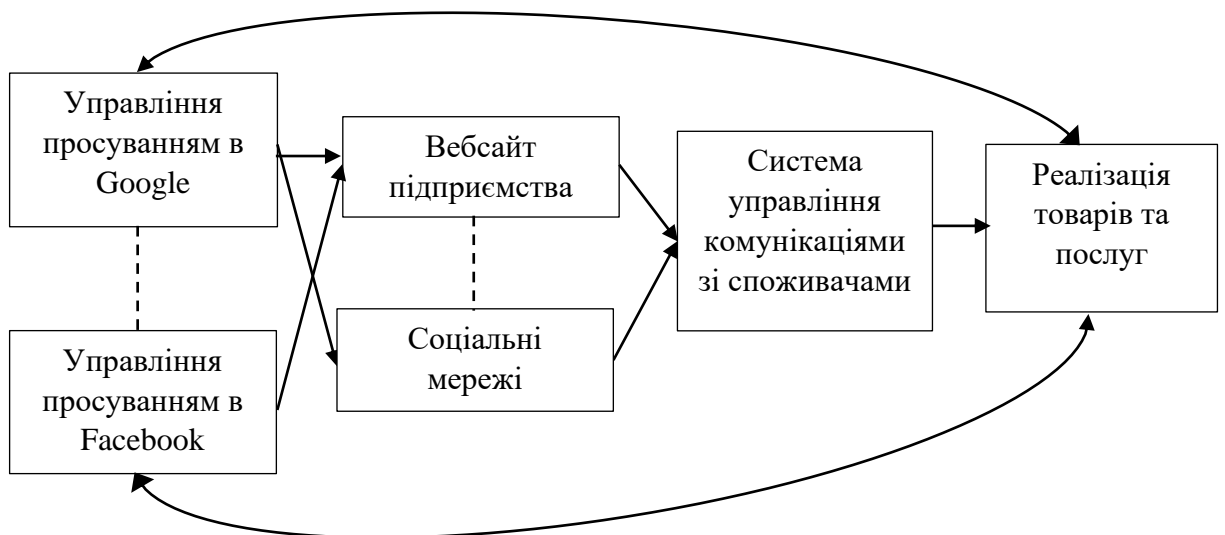 Управління
просуванням в
Google
Вебсайт
підприємства
Система
управління
комунікаціями
зі споживачами
Реалізація
товарів та
послуг
Управління
просуванням в
Facebook
Соціальні
мережі